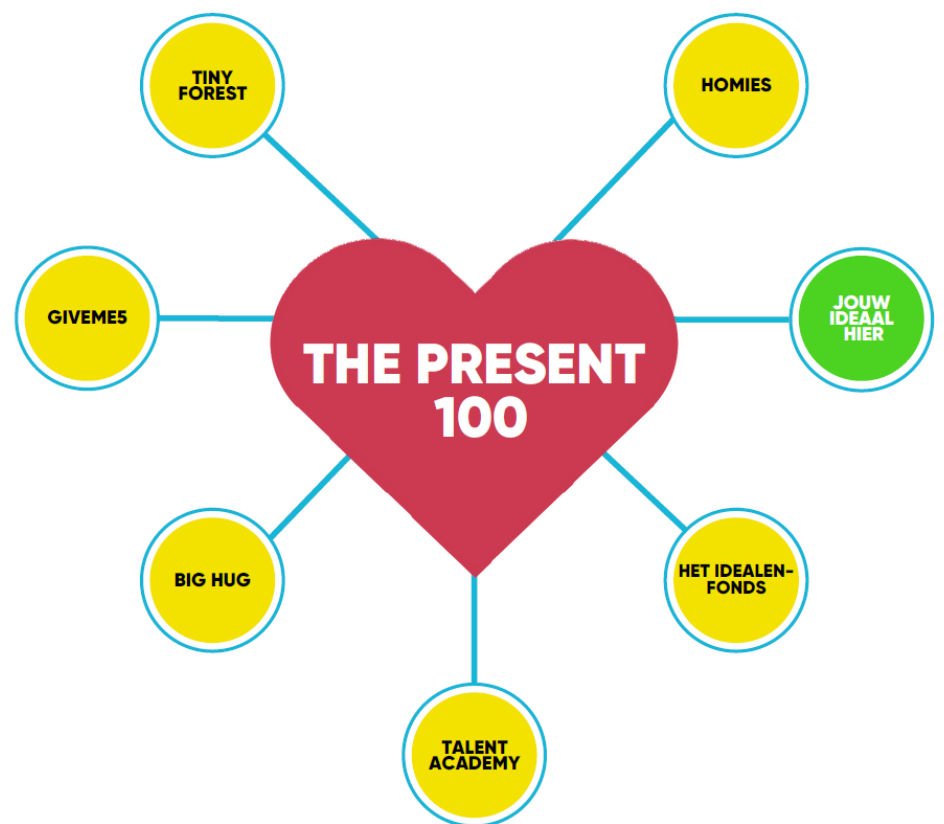 TINY
FOREST
HOMIES
GIVEME5
JOUW
IDEAAL
HIER
THE PRESENT
100
BIG HUG
HET IDEALEN-
FONDS
TALENT
ACADEMY